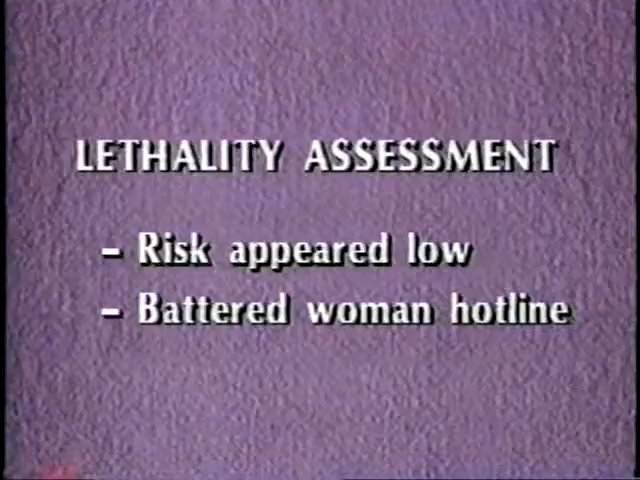 LETHALITY ASSESSMENT
– Risk appeared low
– Battered woman hotline